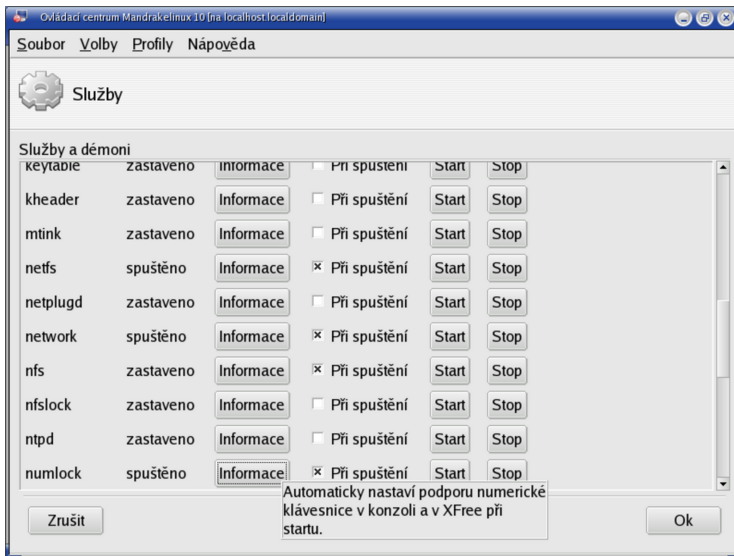 Ovládací centrum Mandrakelinux 10 [na localhost.localdomain]
Soubor Volby Profily Nápověda
Služby
Služby a démoni
keytable zastaveno Informace Při spuštění Start Stop
kheader zastaveno Informace Při spuštění Start Stop
mtink zastaveno Informace Při spuštění Start Stop
netfs spuštěno Informace Při spuštění Start Stop
netplugd zastaveno Informace Při spuštění Start Stop
network spuštěno Informace Při spuštění Start Stop
nfs zastaveno Informace Při spuštění Start Stop
nfslock zastaveno Informace Při spuštění Start Stop
ntpd zastaveno Informace Při spuštění Start Stop
numlock spuštěno Informace Při spuštění Start Stop
Automaticky nastaví podporu numerické
klávesnice v konzoli a v XFree při
startu.
Zrušit Ok